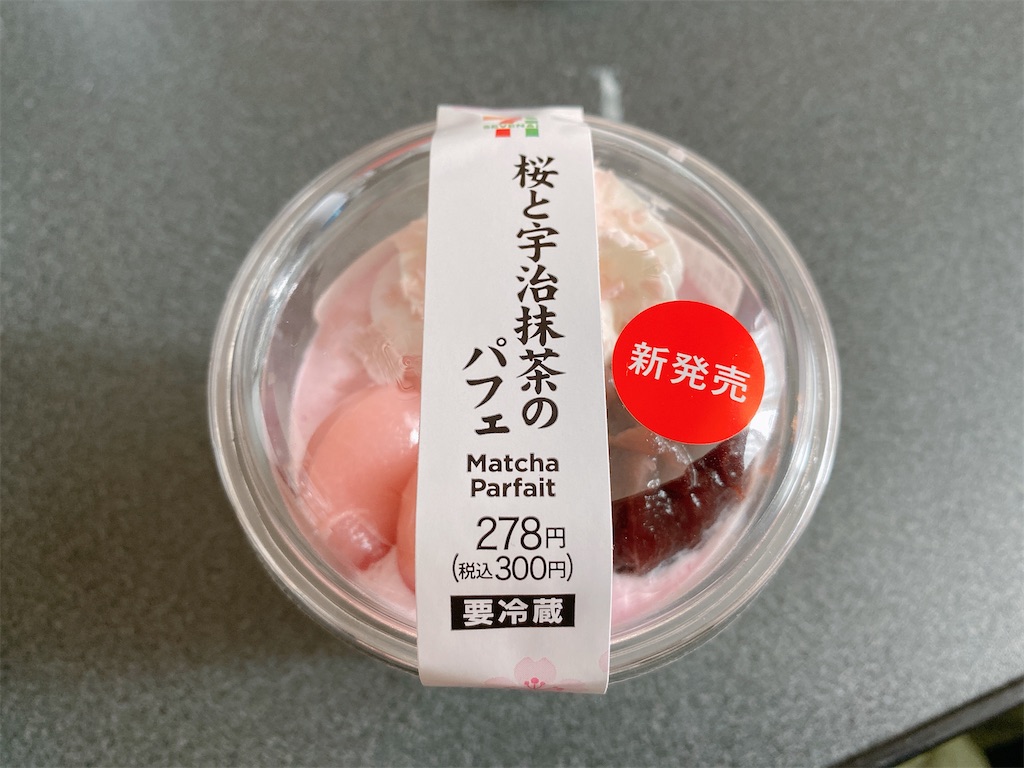 桜と宇治抹茶の
パフェ
Matcha
Parfait
278円
(税込300円)
要冷蔵
新発売